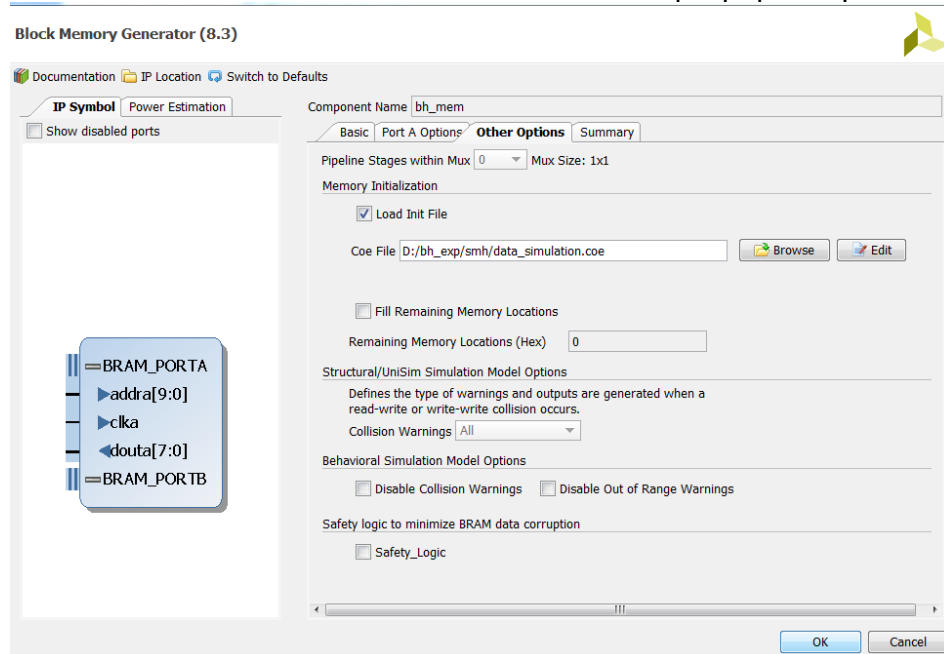 Block Memory Generator (8.3)
Documentation IP Location Switch to Defaults
IP Symbol Power Estimation
Show disabled ports
BRAM_PORTA
addra[9:0]
clka
douta[7:0]
BRAM_PORTB
Component Name bh_mem
Basic Port A Options Other Options Summary
Pipeline Stages within Mux 0 Mux Size: 1x1
Memory Initialization
Load Init File
Coe File D:/bh_exp/smh/data_simulation.coe Browse Edit
Fill Remaining Memory Locations
Remaining Memory Locations (Hex) 0
Structural/UniSim Simulation Model Options
Defines the type of warnings and outputs are generated when a
read-write or write-write collision occurs.
Collision Warnings All
Behavioral Simulation Model Options
Disable Collision Warnings Disable Out of Range Warnings
Safety logic to minimize BRAM data corruption
Safety_Logic
OK Cancel